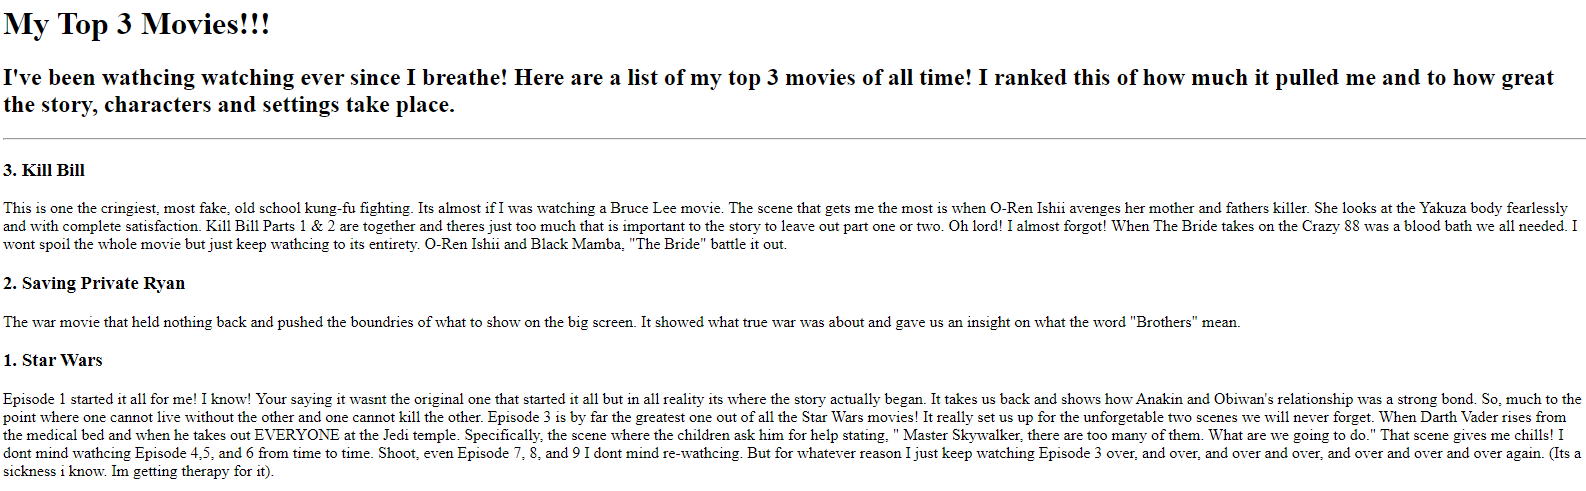 My Top 3 Movies!!!
I've been wathcing watching ever since I breathe! Here are a list of my top 3 movies of all time! I ranked this of how much it pulled me and to how great
the story, characters and settings take place.
3. Kill Bill
This is one the cringiest, most fake, old school kung-fu fighting. Its almost if I was watching a Bruce Lee movie. The scene that gets me the most is when O-Ren Ishii avenges her mother and fathers killer. She looks at the Yakuza body fearlessly
and with complete satisfaction. Kill Bill Parts 1 & 2 are together and theres just too much that is important to the story to leave out part one or two. Oh lord! I almost forgot! When The Bride takes on the Crazy 88 was a blood bath we all needed. I
wont spoil the whole movie but just keep wathcing to its entirety. O-Ren Ishii and Black Mamba, "The Bride" battle it out.
2. Saving Private Ryan
The war movie that held nothing back and pushed the boundries of what to show on the big screen. It showed what true war was about and gave us an insight on what the word "Brothers" mean.
1. Star Wars
Episode 1 started it all for me! I know! Your saying it wasnt the original one that started it all but in all reality its where the story actually began. It takes us back and shows how Anakin and Obiwan's relationship was a strong bond. So, much to the
point where one cannot live without the other and one cannot kill the other. Episode 3 is by far the greatest one out of all the Star Wars movies! It really set us up for the unforgetable two scenes we will never forget. When Darth Vader rises from
the medical bed and when he takes out EVERYONE at the Jedi temple. Specifically, the scene where the children ask him for help stating, " Master Skywalker, there are too many of them. What are we going to do." That scene gives me chills! I
dont mind wathcing Episode 4,5, and 6 from time to time. Shoot, even Episode 7, 8, and 9 I dont mind re-wathcing. But for whatever reason I just keep watching Episode 3 over, and over, and over and over, and over and over and over again. (Its a
sickness i know. Im getting therapy for it).